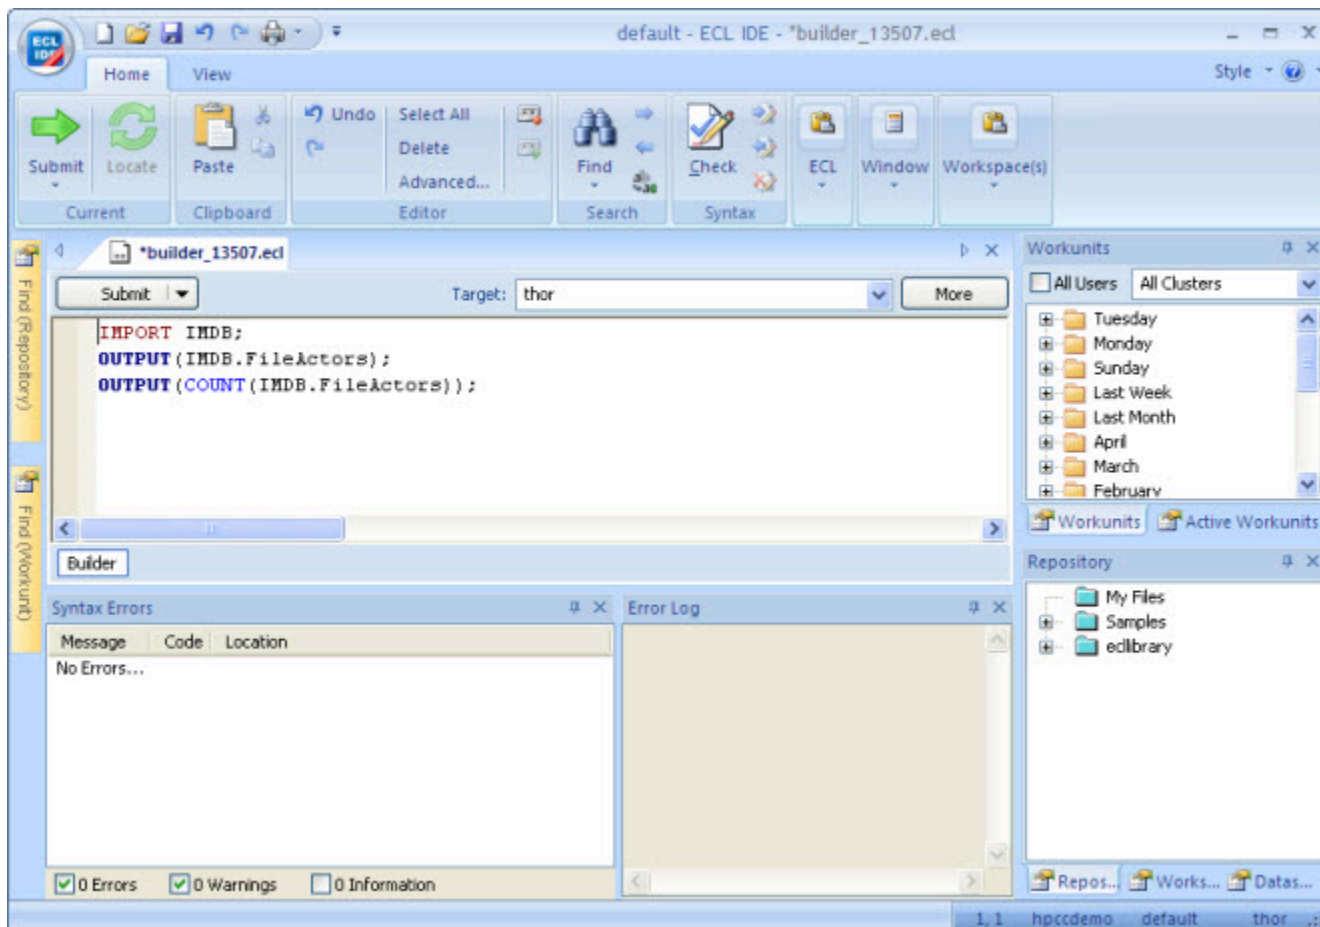 default - ECL IDE - *builder_13507.ecl
ECL IDE
Home View
Style
Submit Locate Paste Undo Select All Delete Advanced... Find Check ECL Window Workspace(s)
Current Clipboard Editor Search Syntax
*builder_13507.ecl
Submit Target: thor More
IMPORT IMDB;
OUTPUT(IMDB.FileActors);
OUTPUT(COUNT(IMDB.FileActors));
Builder
Find (Repository)
Find (Workunit)
Syntax Errors
Message Code Location
No Errors...
0 Errors 0 Warnings 0 Information
Error Log
Workunits
All Users All Clusters
Tuesday
Monday
Sunday
Last Week
Last Month
April
March
February
Workunits Active Workunits
Repository
My Files
Samples
eclibrary
Repos... Works... Datas...
1, 1 hpccdemo default thor